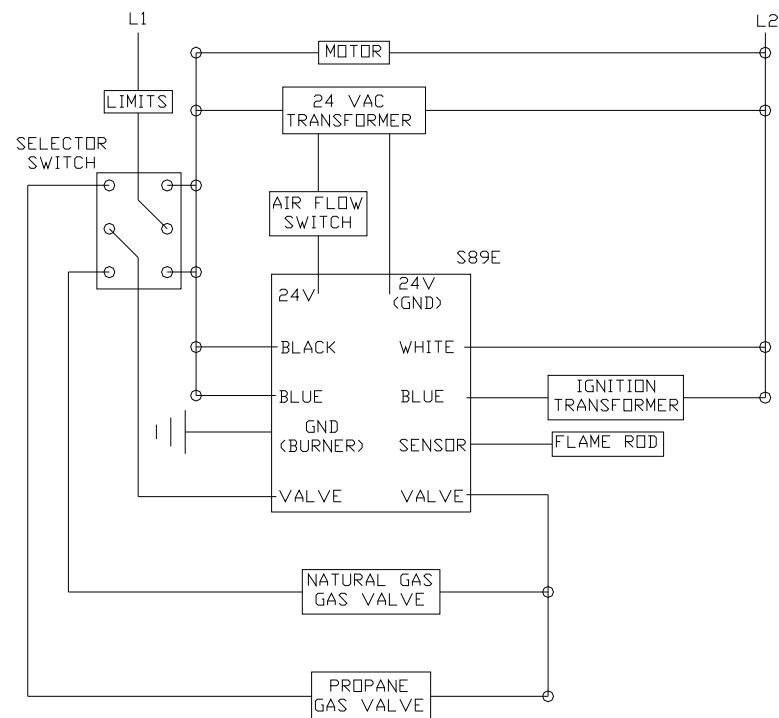 L1
L2
MOTOR
LIMITS
24 VAC
TRANSFORMER
SELECTOR
SWITCH
AIR FLOW
SWITCH
S89E
24V
24V
(GND)
BLACK
WHITE
BLUE
BLUE
IGNITION
TRANSFORMER
GND
(BURNER)
SENSOR
FLAME ROD
VALVE
VALVE
NATURAL GAS
GAS VALVE
PROPANE
GAS VALVE